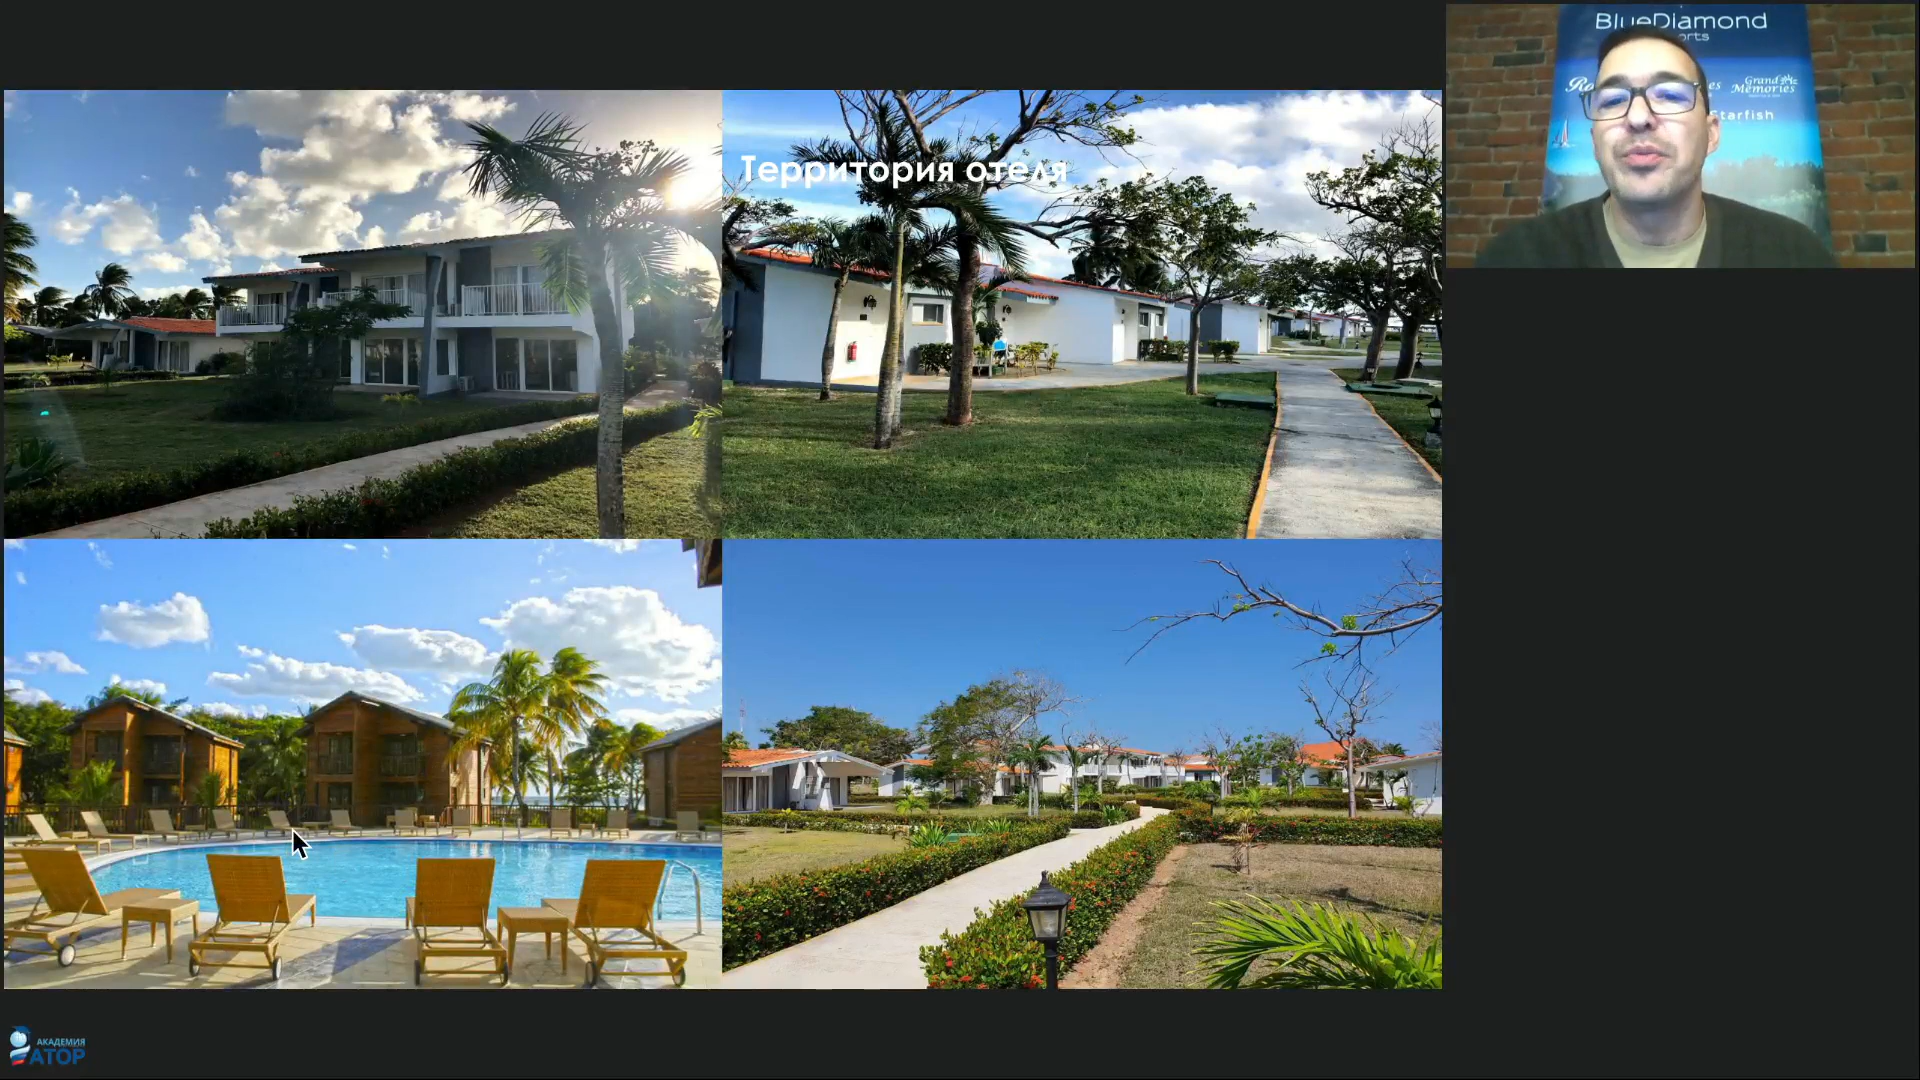 Территория отеля
BlueDiamond
Grand
Memories
Starfish
АКАДЕМИЯ
АТОР